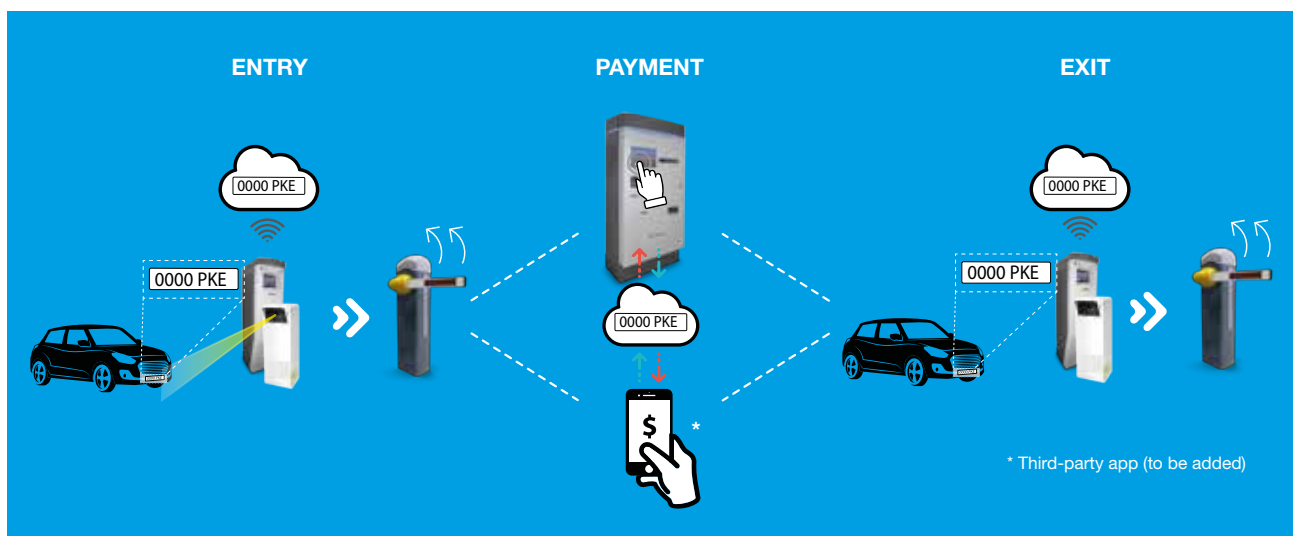 ENTRY
PAYMENT
EXIT
0000 PKE
0000 PKE
0000 PKE
0000 PKE
0000 PKE
$
*
* Third-party app (to be added)